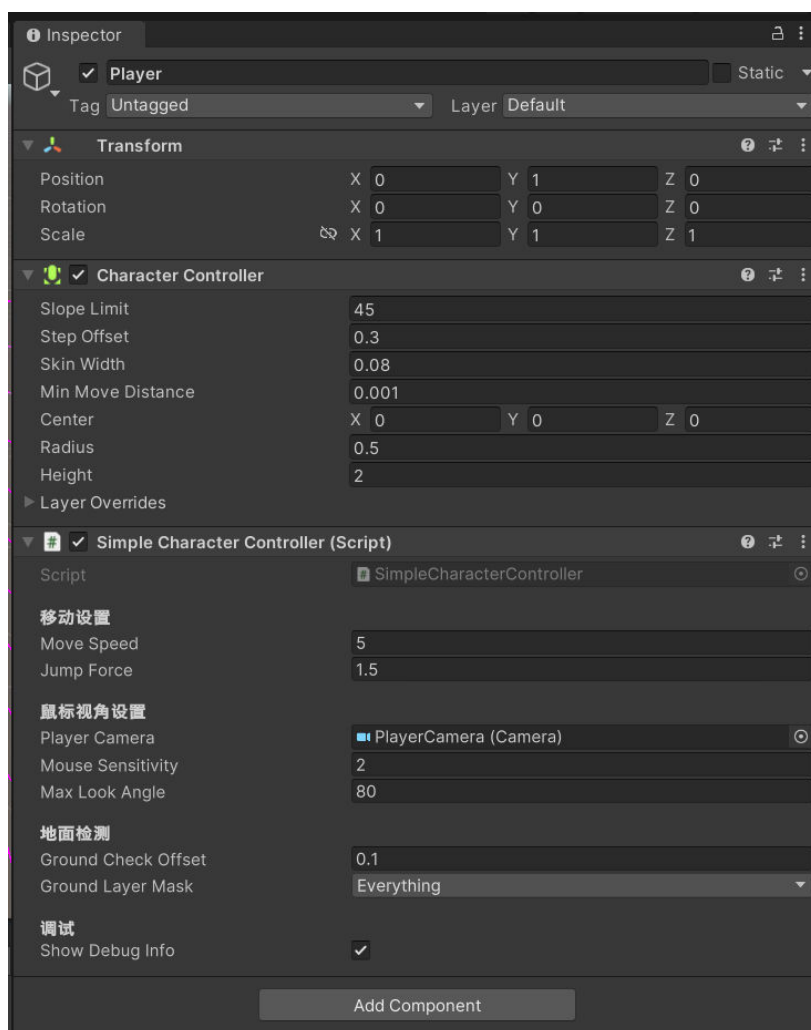 Inspector
Player Static
Tag Untagged Layer Default
Transform
Position X 0 Y 1 Z 0
Rotation X 0 Y 0 Z 0
Scale X 1 Y 1 Z 1
Character Controller
Slope Limit 45
Step Offset 0.3
Skin Width 0.08
Min Move Distance 0.001
Center X 0 Y 0 Z 0
Radius 0.5
Height 2
Layer Overrides
# Simple Character Controller (Script)
Script # SimpleCharacterController
移动设置
Move Speed 5
Jump Force 1.5
鼠标视角设置
Player Camera PlayerCamera (Camera)
Mouse Sensitivity 2
Max Look Angle 80
地面检测
Ground Check Offset 0.1
Ground Layer Mask Everything
调试
Show Debug Info
Add Component